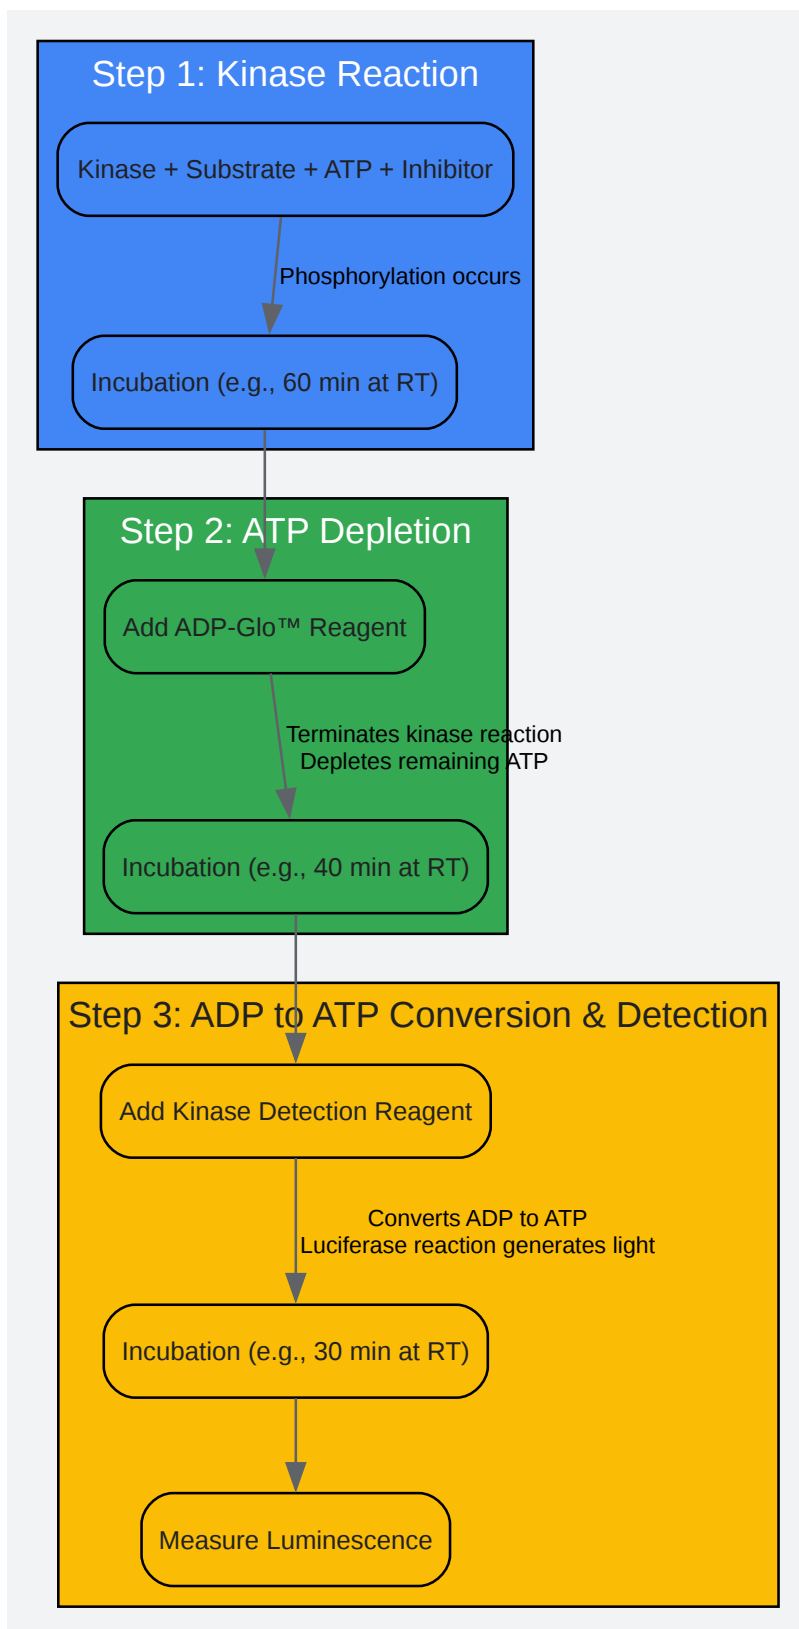 Step 1: Kinase Reaction
Kinase + Substrate + ATP + Inhibitor
Phosphorylation occurs
Incubation (e.g., 60 min at RT)
Step 2: ATP Depletion
Add ADP-Glo™ Reagent
Terminates kinase reaction
Depletes remaining ATP
Incubation (e.g., 40 min at RT)
Step 3: ADP to ATP Conversion & Detection
Add Kinase Detection Reagent
Converts ADP to ATP
Luciferase reaction generates light
Incubation (e.g., 30 min at RT)
Measure Luminescence